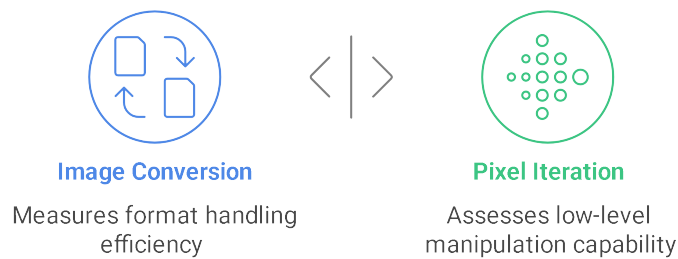 Image Conversion
Measures format handling
efficiency
Pixel Iteration
Assesses low-level
manipulation capability